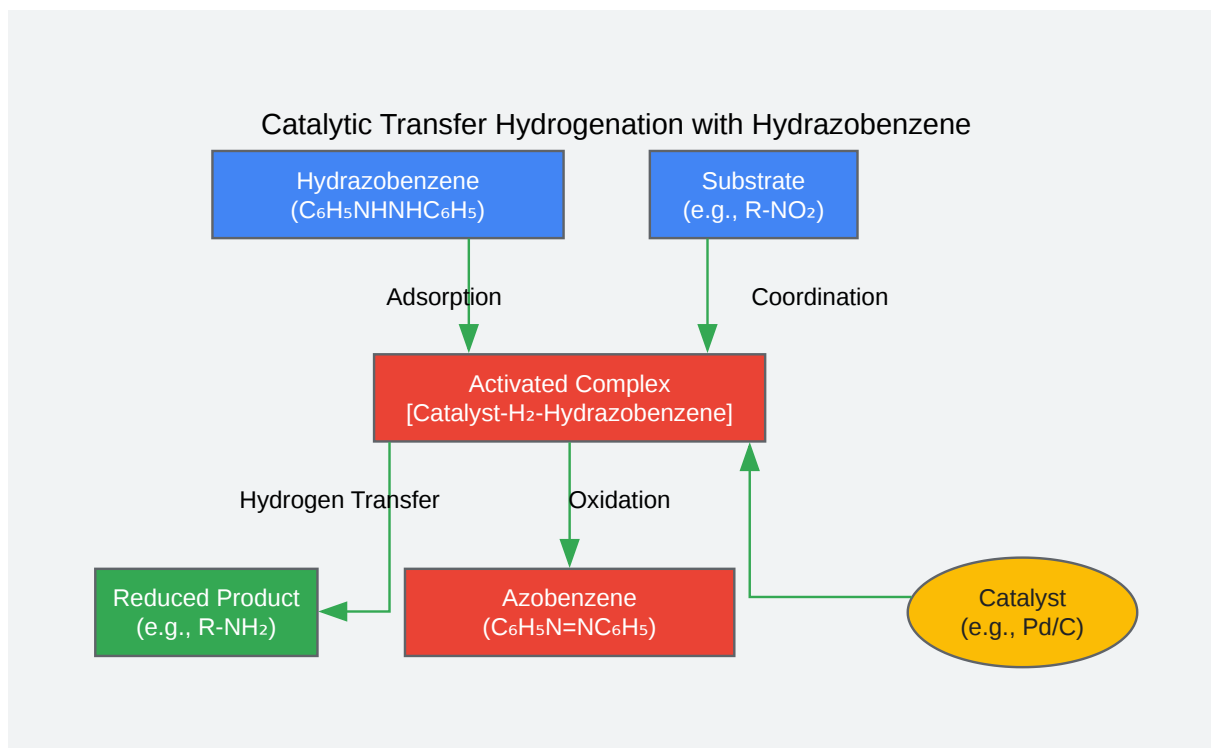 Catalytic Transfer Hydrogenation with Hydrazobenzene
Hydrazobenzene
(C₆H₅NHNHC₆H₅)
Substrate
(e.g., R-NO₂)
Adsorption
Coordination
Activated Complex
[Catalyst-H₂-Hydrazobenzene]
Hydrogen Transfer
Oxidation
Reduced Product
(e.g., R-NH₂)
Azobenzene
(C₆H₅N=NC₆H₅)
Catalyst
(e.g., Pd/C)